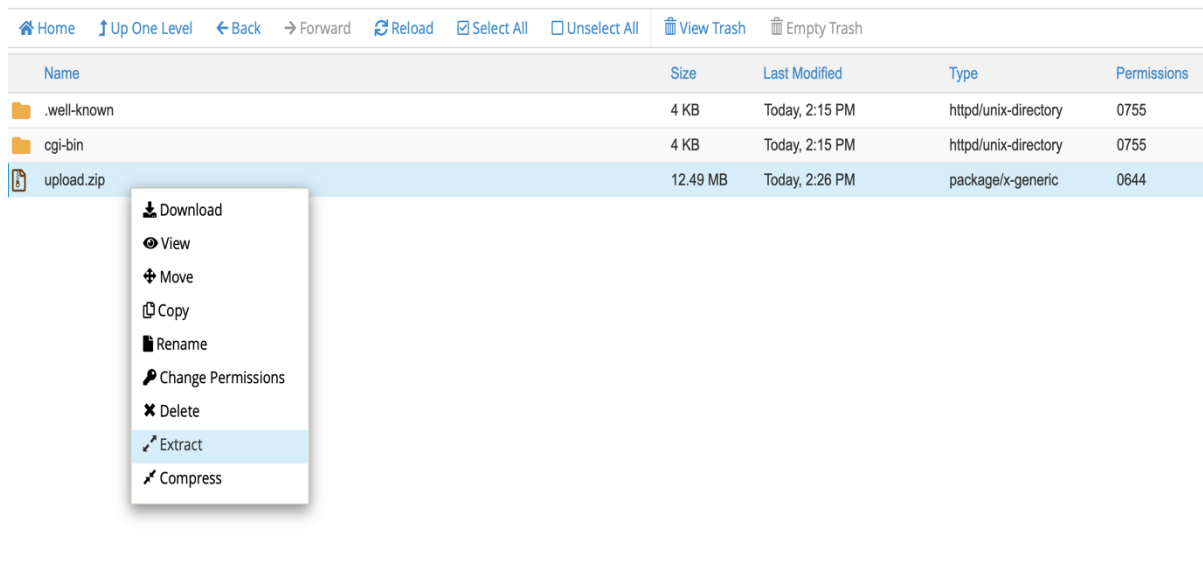 Home Up One Level Back Forward Reload Select All Unselect All View Trash Empty Trash
Name Size Last Modified Type Permissions
.well-known 4 KB Today, 2:15 PM httpd/unix-directory 0755
cgi-bin 4 KB Today, 2:15 PM httpd/unix-directory 0755
upload.zip 12.49 MB Today, 2:26 PM package/x-generic 0644
Download
View
Move
Copy
Rename
Change Permissions
Delete
Extract
Compress